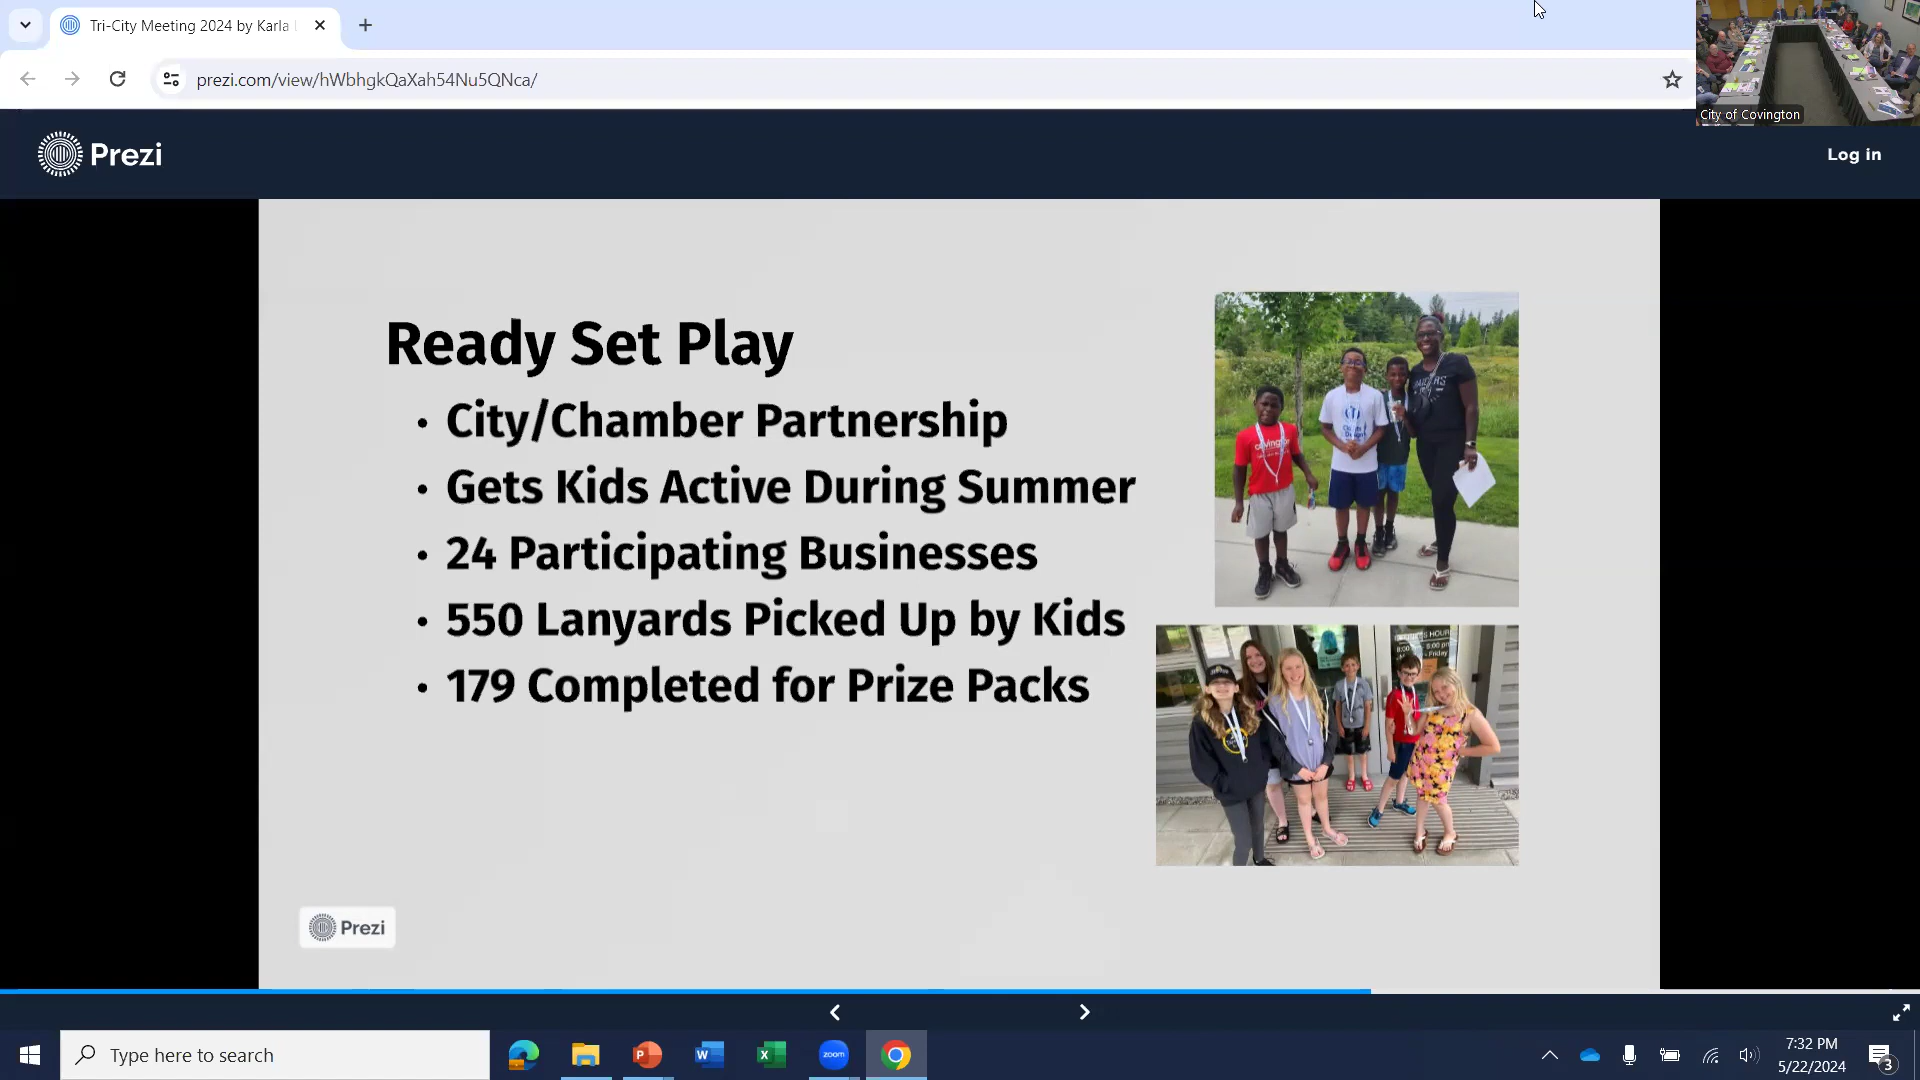 Tri-City Meeting 2024 by Karla
prezi.com/view/hWbhgkQaXah54Nu5QNca/
City of Covington
Prezi
Log in
Ready Set Play
• City/Chamber Partnership
• Gets Kids Active During Summer
• 24 Participating Businesses
• 550 Lanyards Picked Up by Kids
• 179 Completed for Prize Packs
Prezi
Type here to search
zoom
7:32 PM
5/22/2024
3